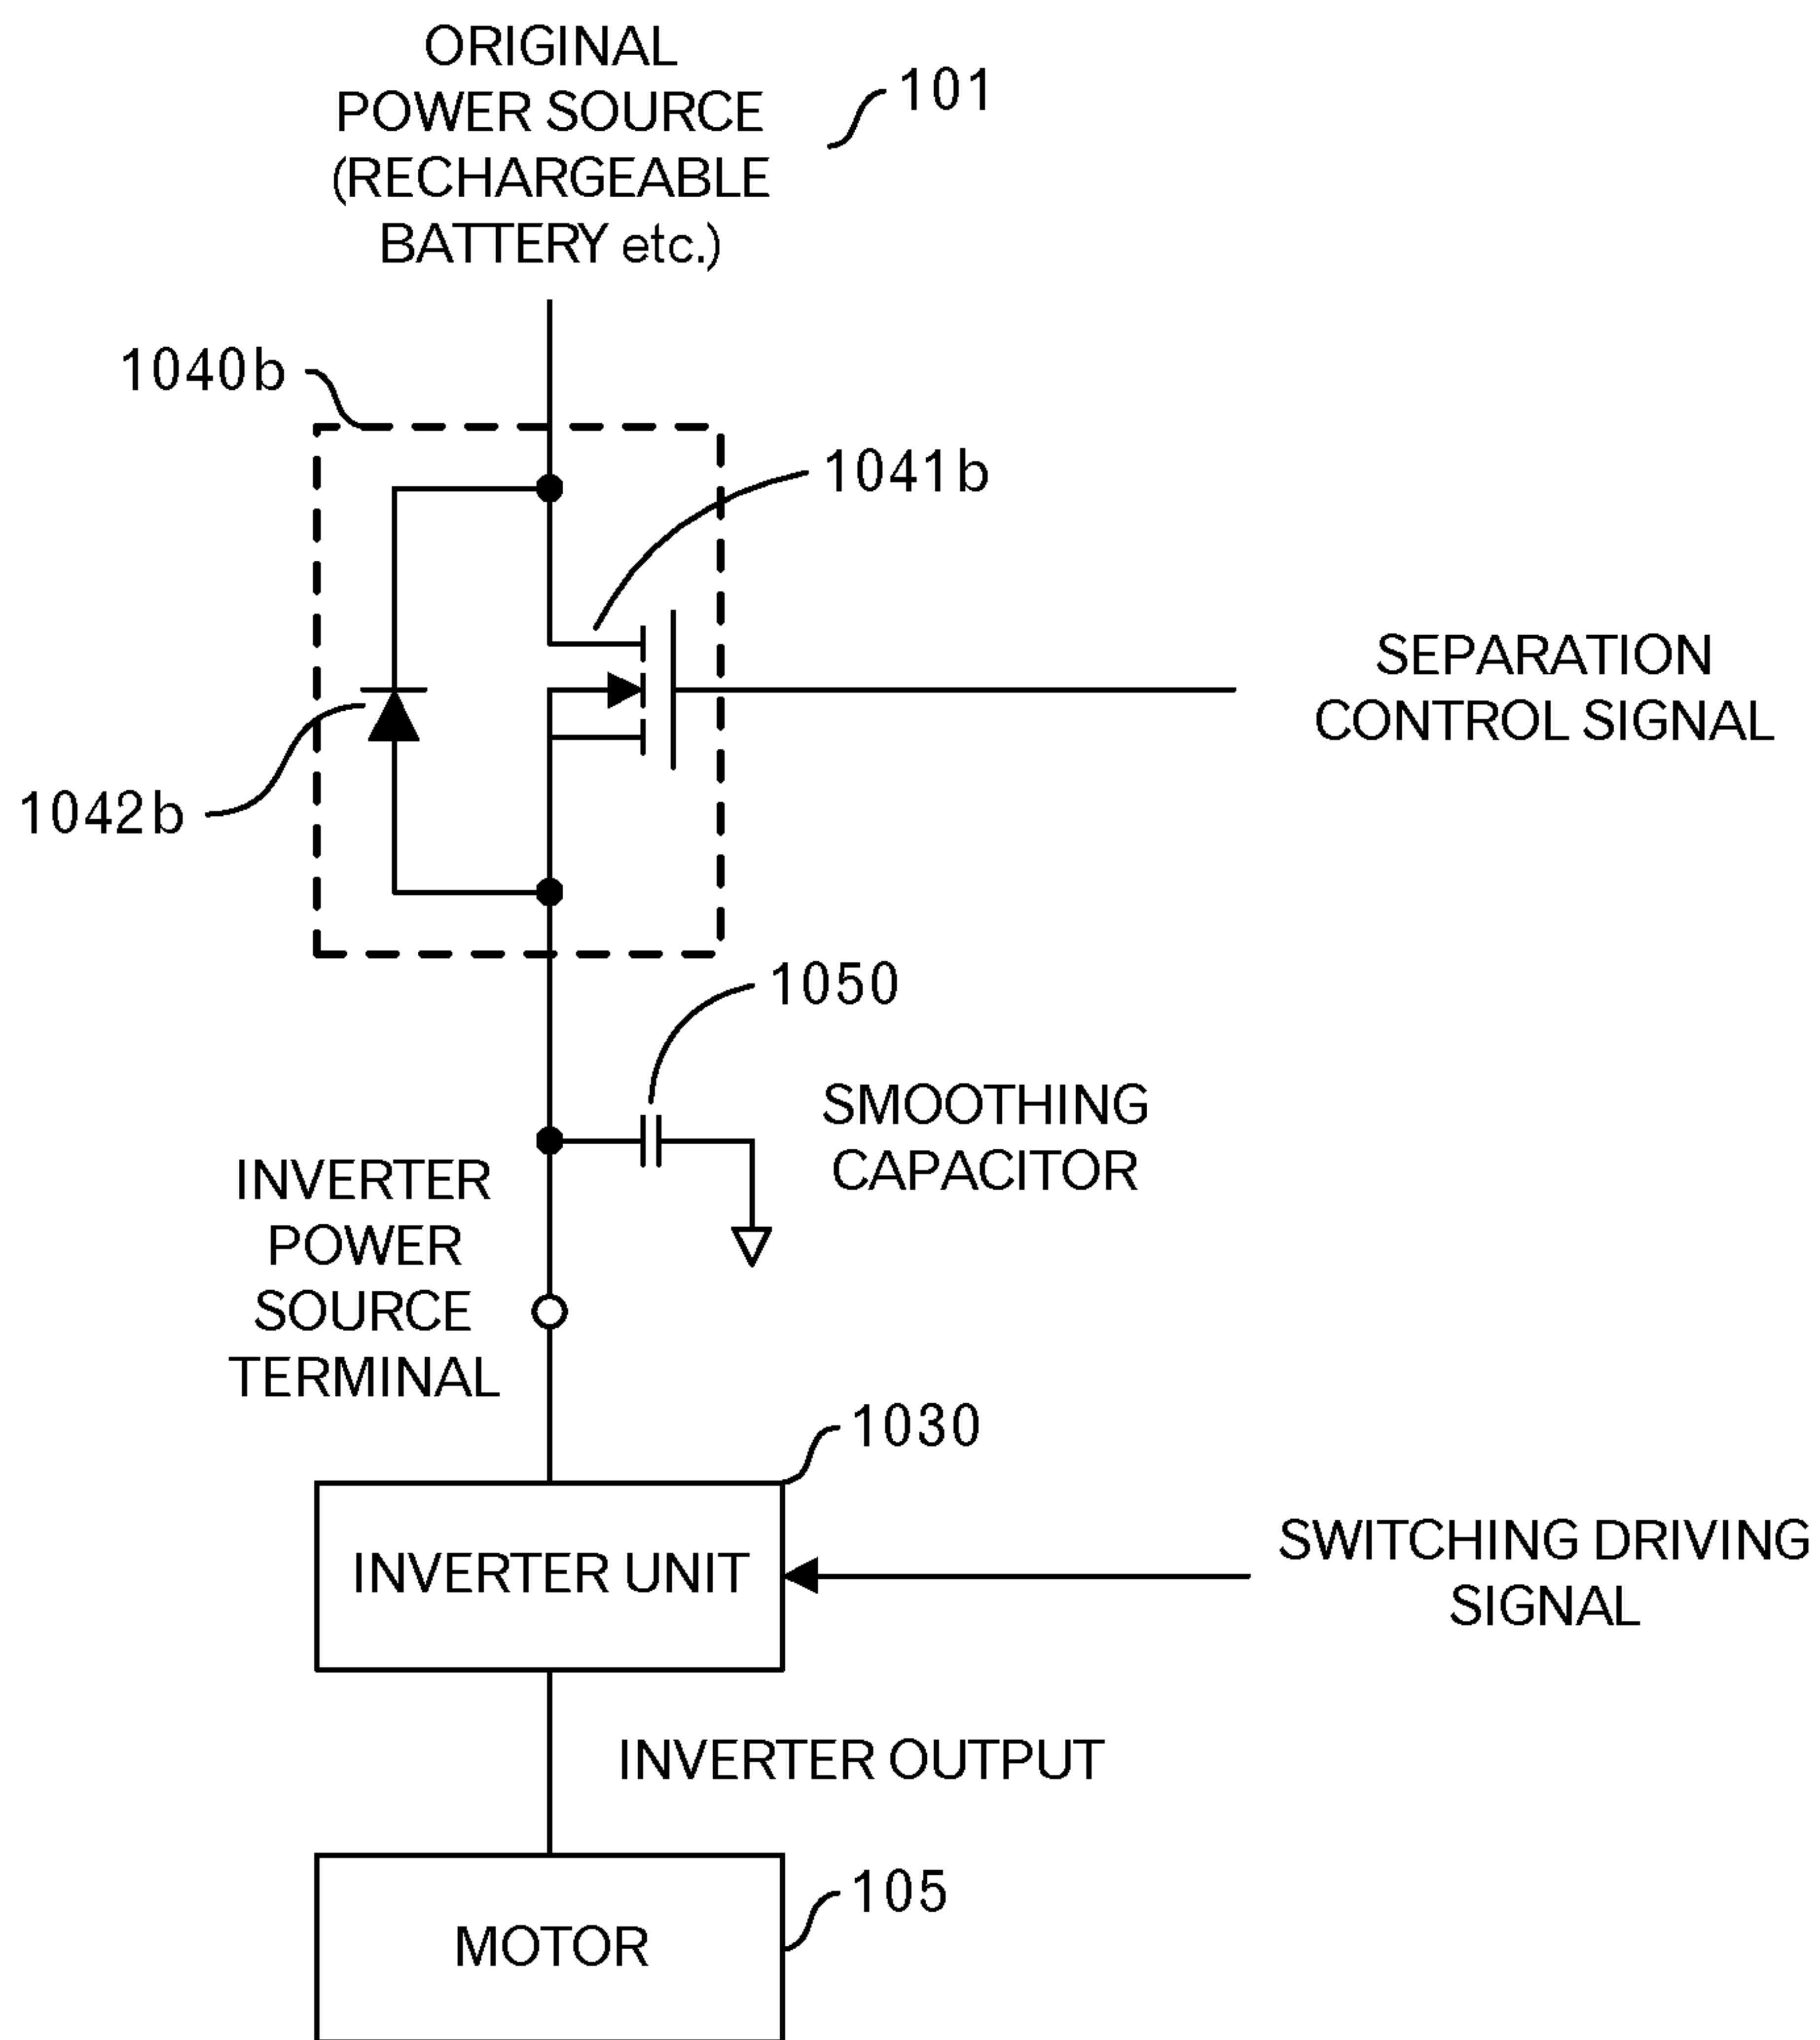 ORIGINAL
POWER SOURCE
(RECHARGEABLE
BATTERY etc.)
101
1040b
1041b
SEPARATION
CONTROL SIGNAL
1042b
1050
SMOOTHING
CAPACITOR
INVERTER
POWER
SOURCE
TERMINAL
1030
INVERTER UNIT
SWITCHING DRIVING
SIGNAL
INVERTER OUTPUT
105
MOTOR